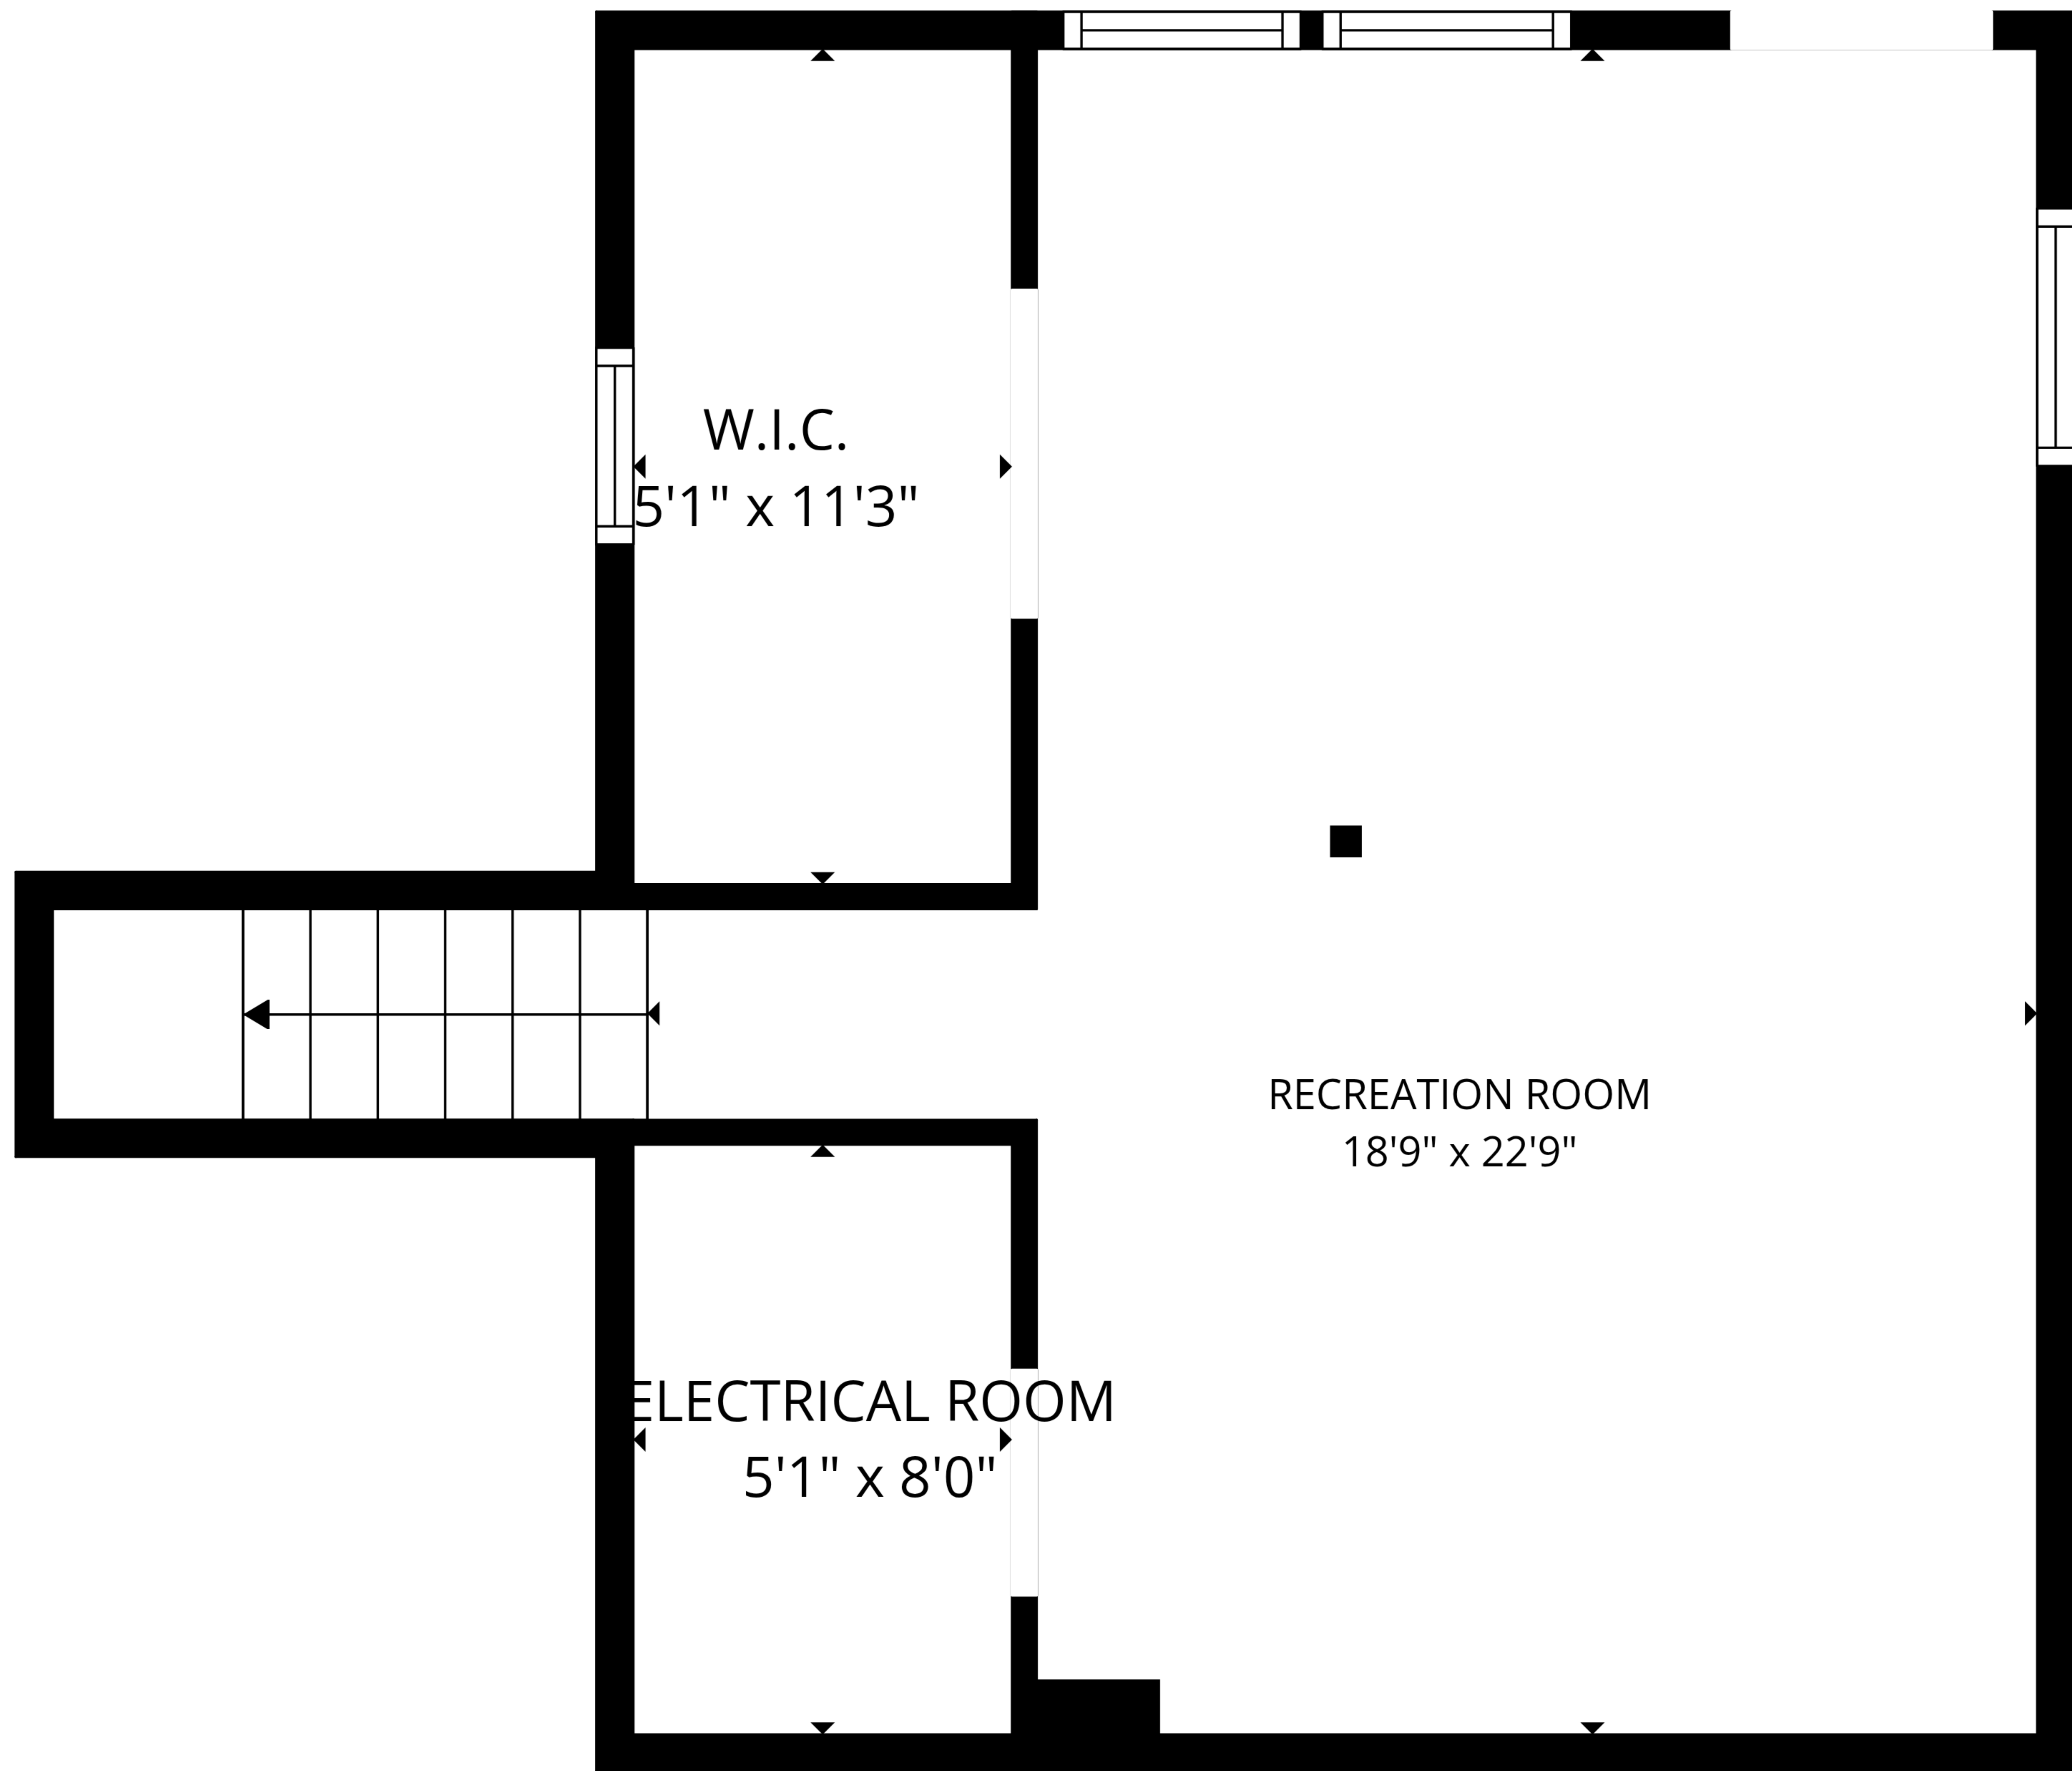 W.I.C.
5'1" x 11'3"
RECREATION ROOM
18'9" x 22'9"
ELECTRICAL ROOM
5'1" x 8'0"